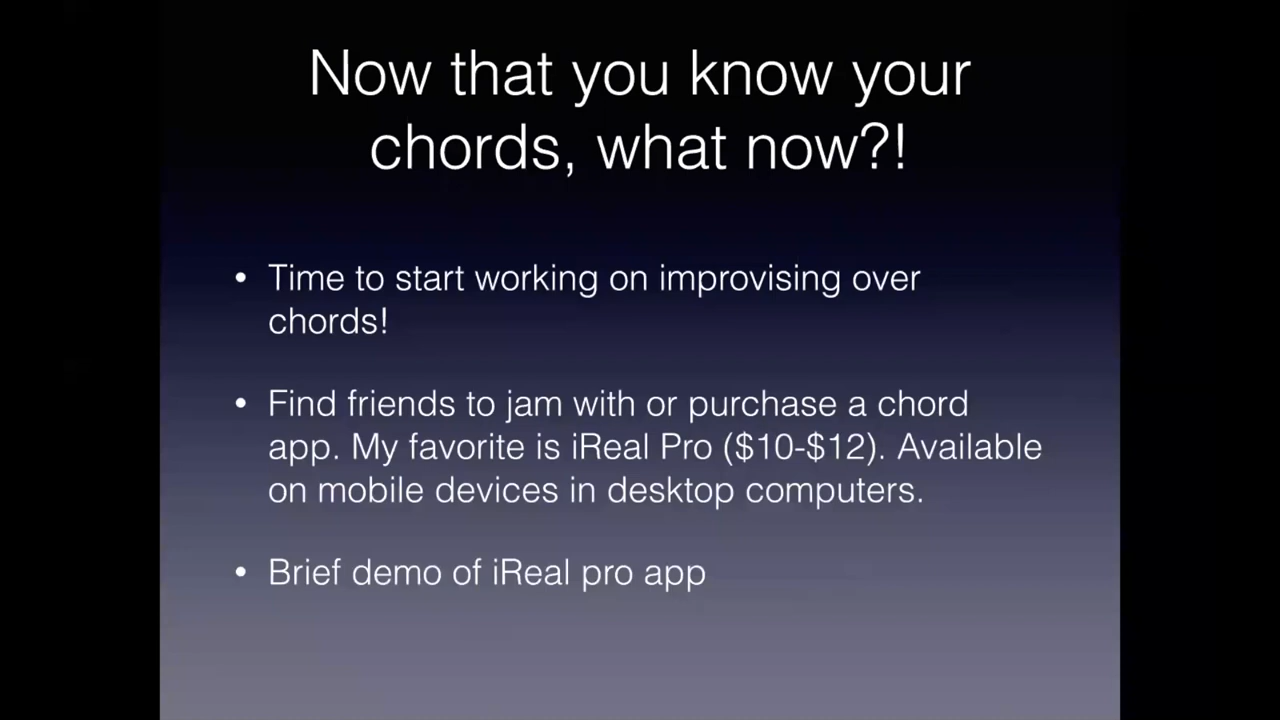 Now that you know your
chords, what now?!
• Time to start working on improvising over
chords!
• Find friends to jam with or purchase a chord
app. My favorite is iReal Pro ($10-$12). Available
on mobile devices in desktop computers.
• Brief demo of iReal pro app